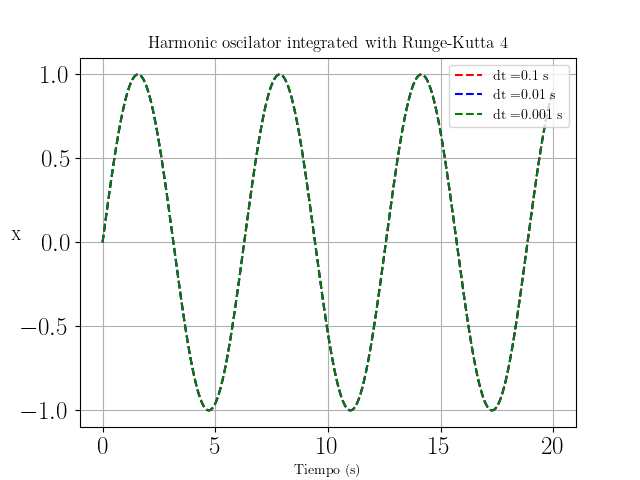 Harmonic oscilator integrated with Runge-Kutta 4
1.0
0.5
0.0
−0.5
−1.0
X
dt =0.1 s
dt =0.01 s
dt =0.001 s
0 5 10 15 20
Tiempo (s)